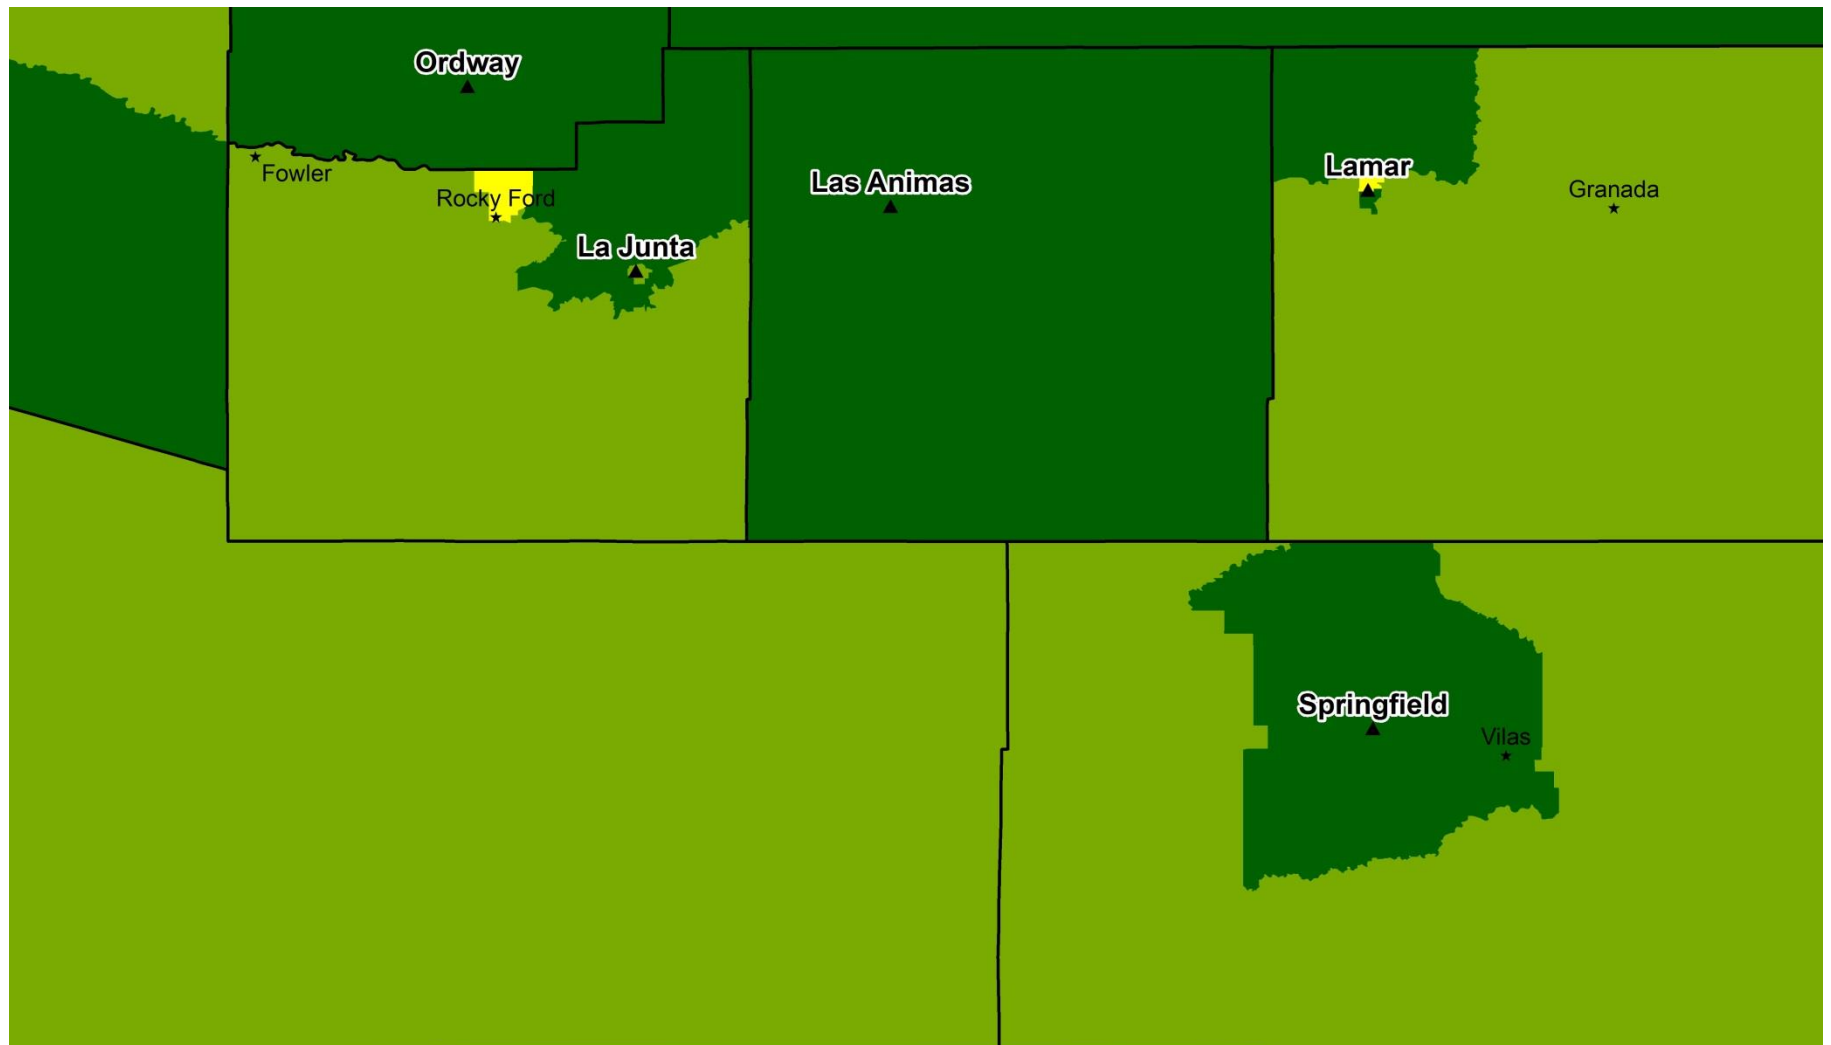 Ordway
Fowler
Las Animas
Lamar
Granada
Rocky Ford
La Junta
Springfield
Vilas